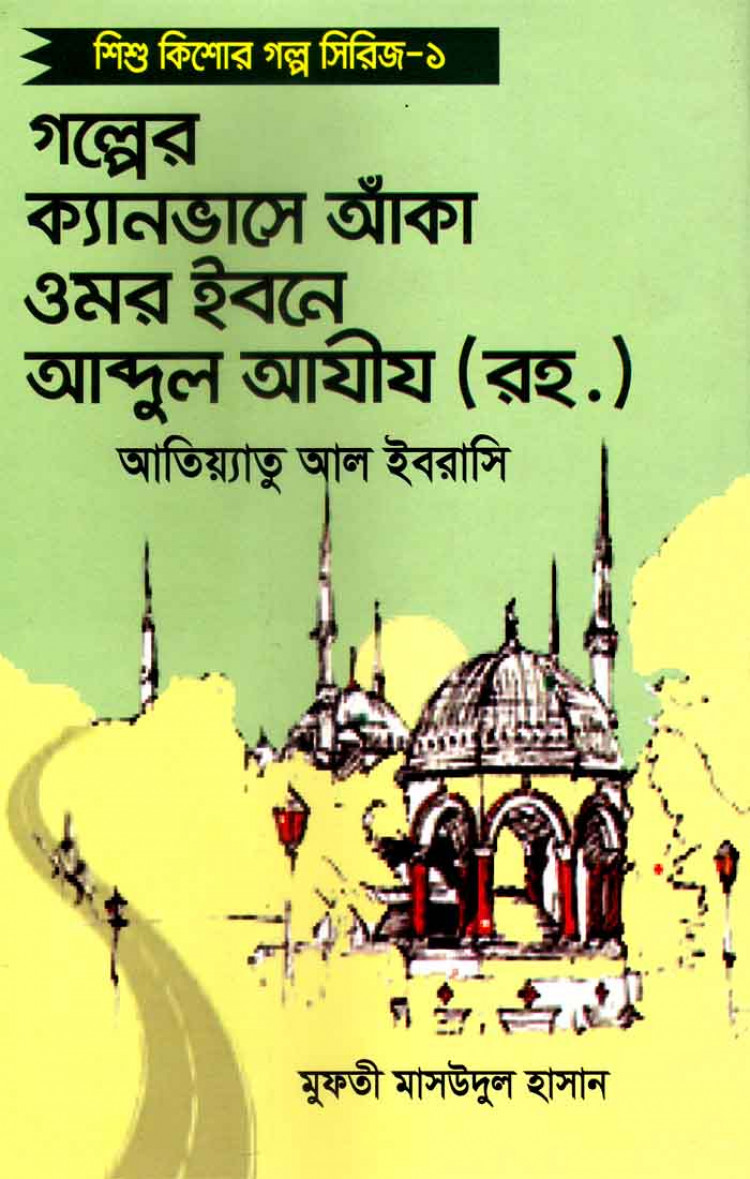 শিশু কিশোর গল্প সিরিজ-১
গল্পের
ক্যানভাসে আঁকা
ওমর ইবনে
আব্দুল আযীয (রহ.)
আতিয়্যাতু আল ইবরাসি
মুফতী মাসউদুল হাসান